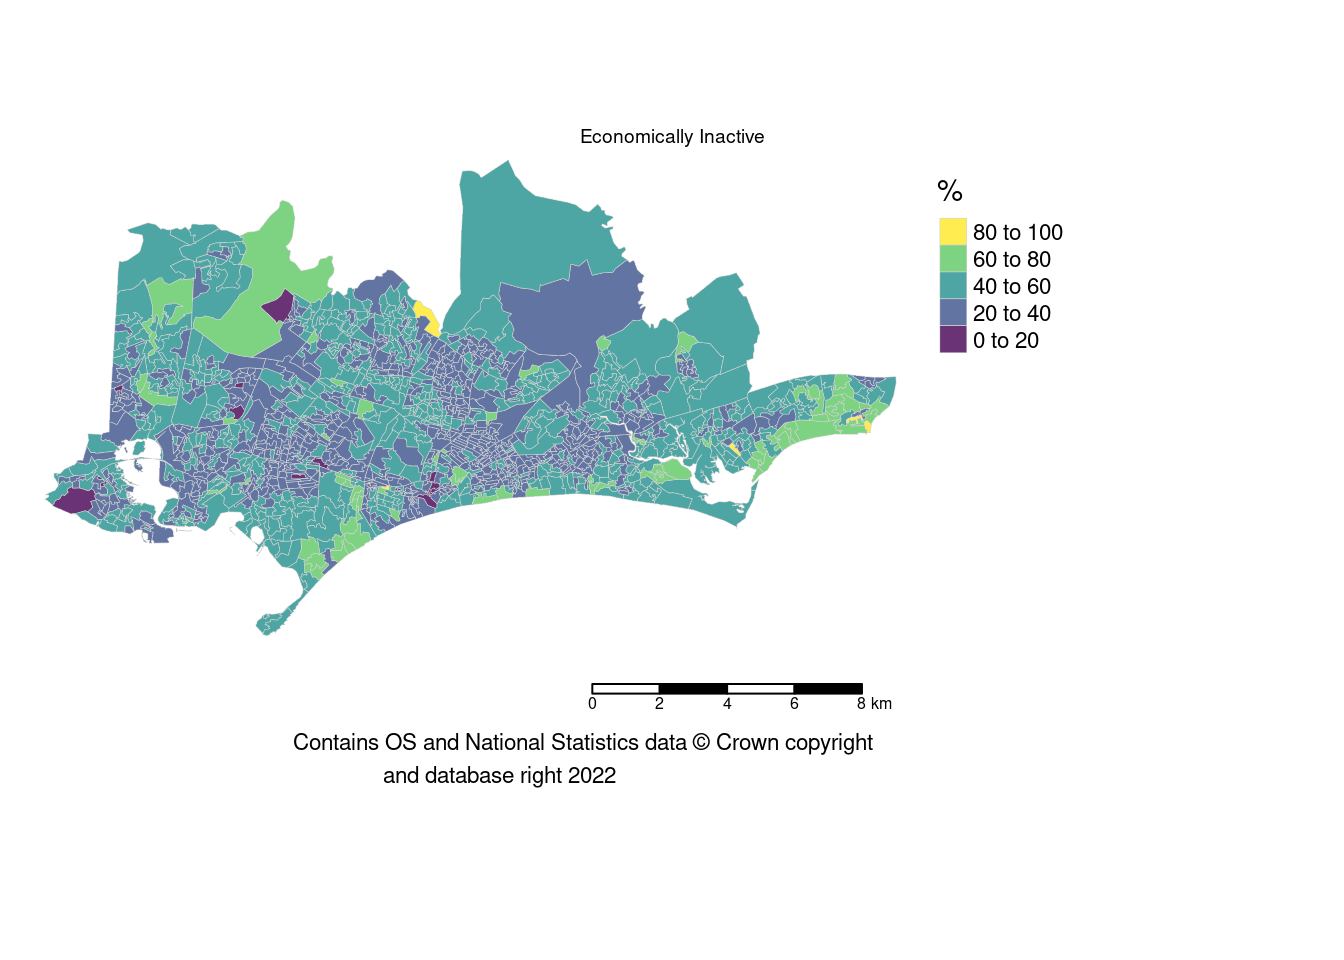 Economically Inactive
%
80 to 100
60 to 80
40 to 60
20 to 40
0 to 20
0 2 4 6 8 km
Contains OS and National Statistics data © Crown copyright
and database right 2022